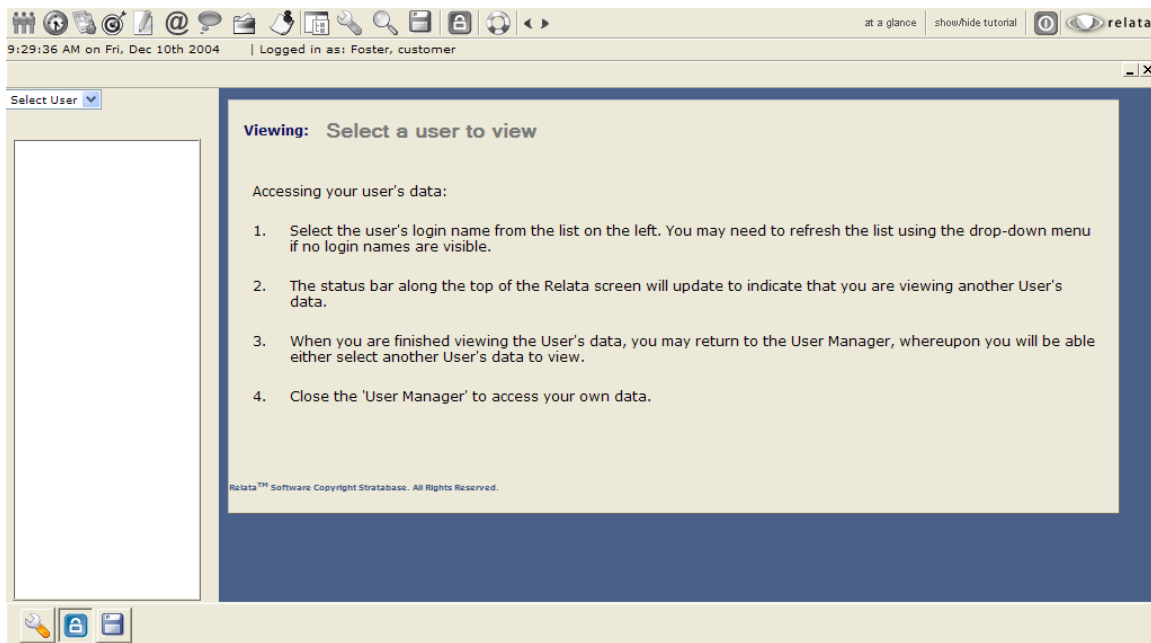 at a glance show/hide tutorial relata
9:29:36 AM on Fri, Dec 10th 2004 | Logged in as: Foster, customer
Select User
Viewing: Select a user to view
Accessing your user's data:
1. Select the user's login name from the list on the left. You may need to refresh the list using the drop-down menu
if no login names are visible.
2. The status bar along the top of the Relata screen will update to indicate that you are viewing another User's
data.
3. When you are finished viewing the User's data, you may return to the User Manager, whereupon you will be able
either select another User's data to view.
4. Close the 'User Manager' to access your own data.
Relata™ Software Copyright Stratabase. All Rights Reserved.